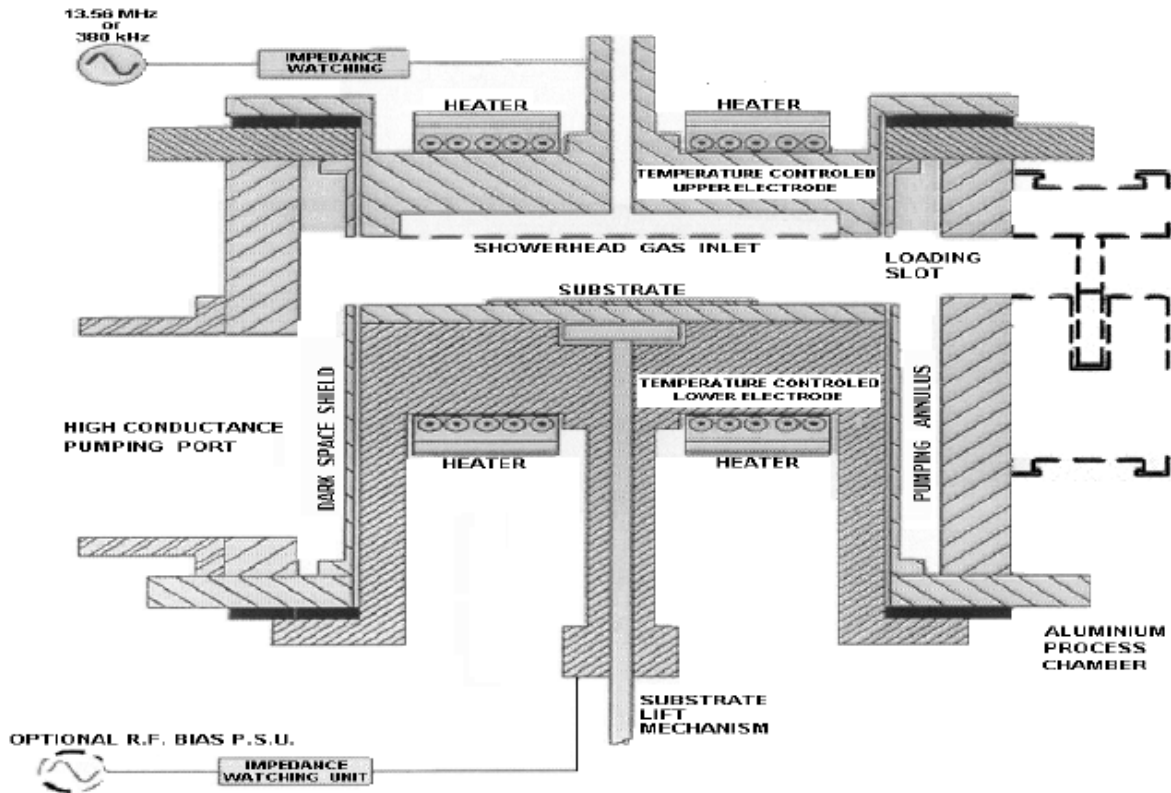 13.56 MHz
or
380 kHz
IMPEDANCE
WATCHING
HEATER
HEATER
TEMPERATURE CONTROLED
UPPER ELECTRODE
SHOWERHEAD GAS INLET
LOADING
SLOT
SUBSTRATE
DARK SPACE SHIELD
TEMPERATURE CONTROLED
LOWER ELECTRODE
PUMPING ANNULUS
HIGH CONDUCTANCE
PUMPING PORT
HEATER
HEATER
ALUMINIUM
PROCESS
CHAMBER
SUBSTRATE
LIFT
MECHANISM
OPTIONAL R.F. BIAS P.S.U.
IMPEDANCE
WATCHING UNIT